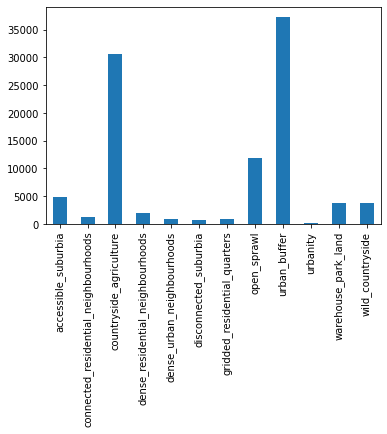 35000
30000
25000
20000
15000
10000
5000
0
accessible_suburbia
connected_residential_neighbourhoods
countryside_agriculture
dense_residential_neighbourhoods
dense_urban_neighbourhoods
disconnected_suburbia
gridded_residential_quarters
open_sprawl
urban_buffer
urbanity
warehouse_park_land
wild_countryside